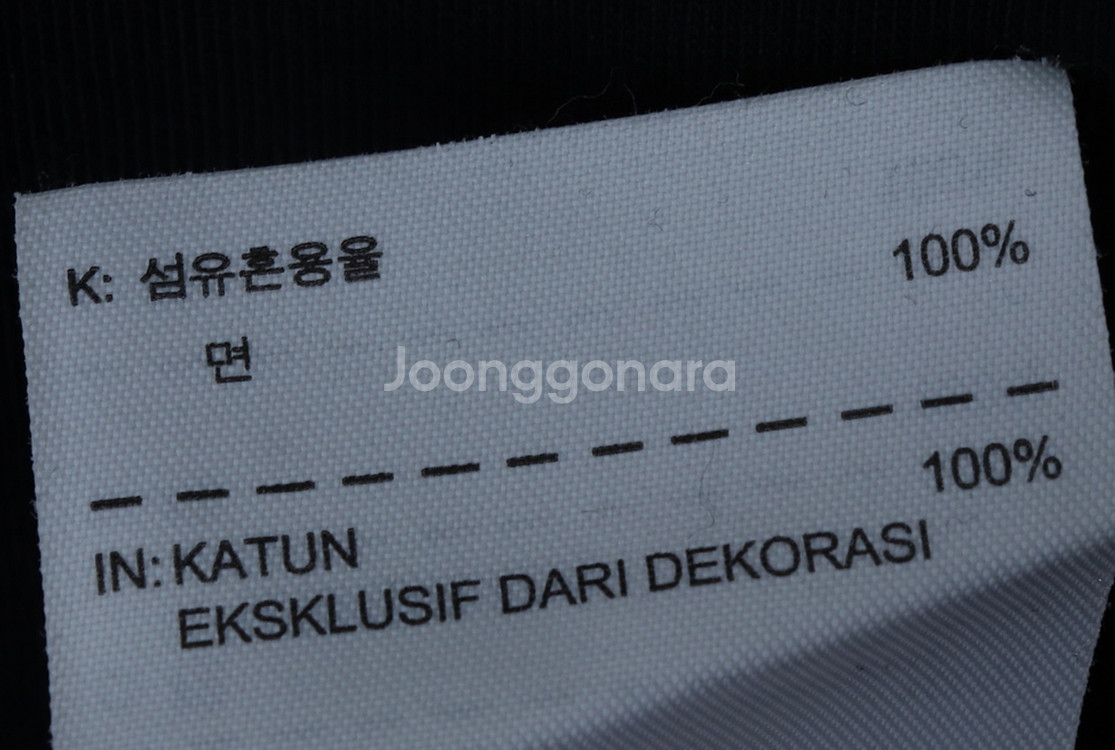 K: 섬유혼용율 100%
면
Joonggonara
— — — — — — — — — — — —
100%
IN: KATUN
EKSKLUSIF DARI DEKORASI